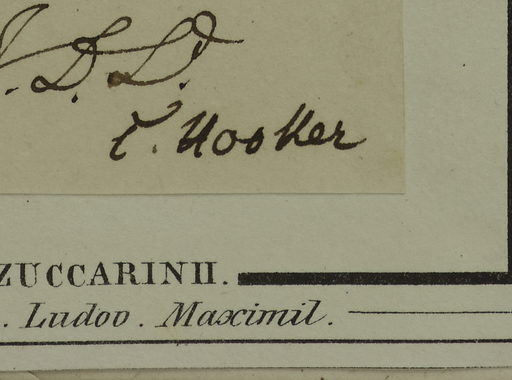 D. D.
T. Hooker
ZUCCARINII.
. Ludov. Maximil.